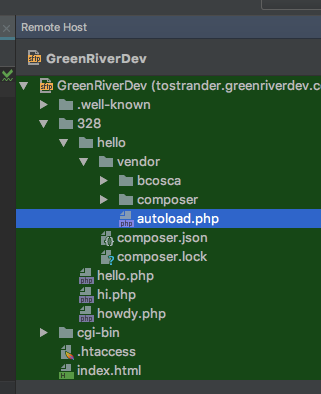 Remote Host
GreenRiverDev
GreenRiverDev (tostrander.greenriverdev.c
.well-known
328
hello
vendor
bcosca
composer
autoload.php
composer.json
composer.lock
hello.php
hi.php
howdy.php
cgi-bin
.htaccess
index.html